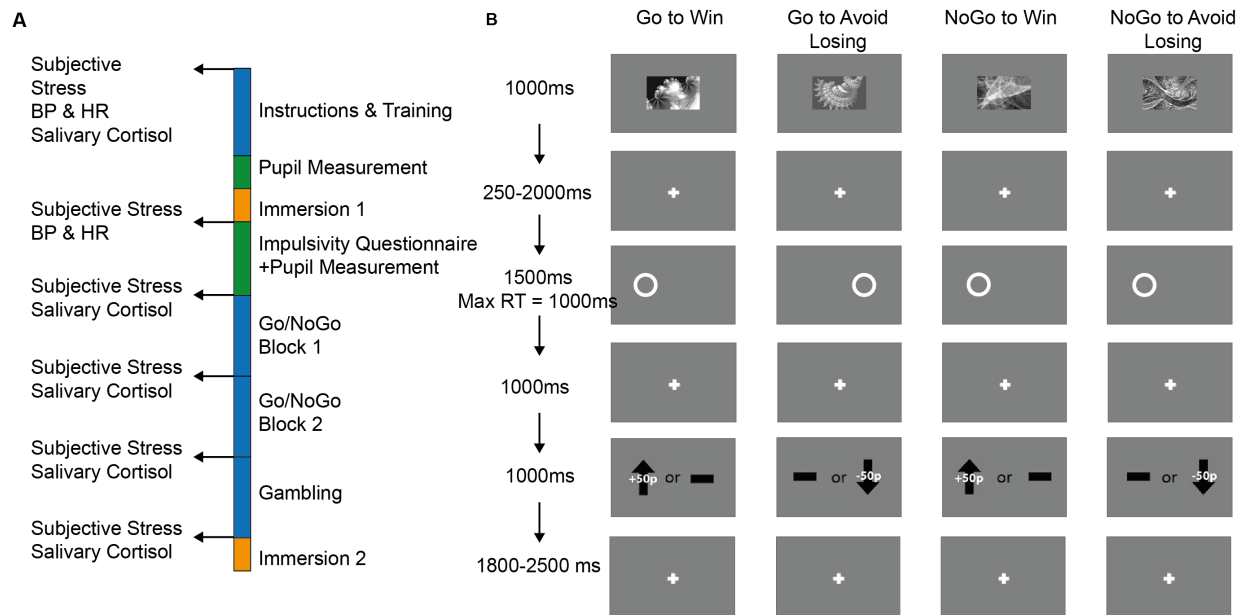 A
Subjective
Stress
BP & HR
Salivary Cortisol
Instructions & Training
Pupil Measurement
Immersion 1
Subjective Stress
BP & HR
Impulsivity Questionnaire
+Pupil Measurement
Subjective Stress
Salivary Cortisol
Go/NoGo
Block 1
Subjective Stress
Salivary Cortisol
Go/NoGo
Block 2
Subjective Stress
Salivary Cortisol
Gambling
Subjective Stress
Salivary Cortisol
Immersion 2
B
Go to Win
Go to Avoid
Losing
NoGo to Win
NoGo to Avoid
Losing
1000ms
250-2000ms
1500ms
Max RT = 1000ms
1000ms
1000ms
+50p or
or -50p
+50p or
or -50p
1800-2500 ms